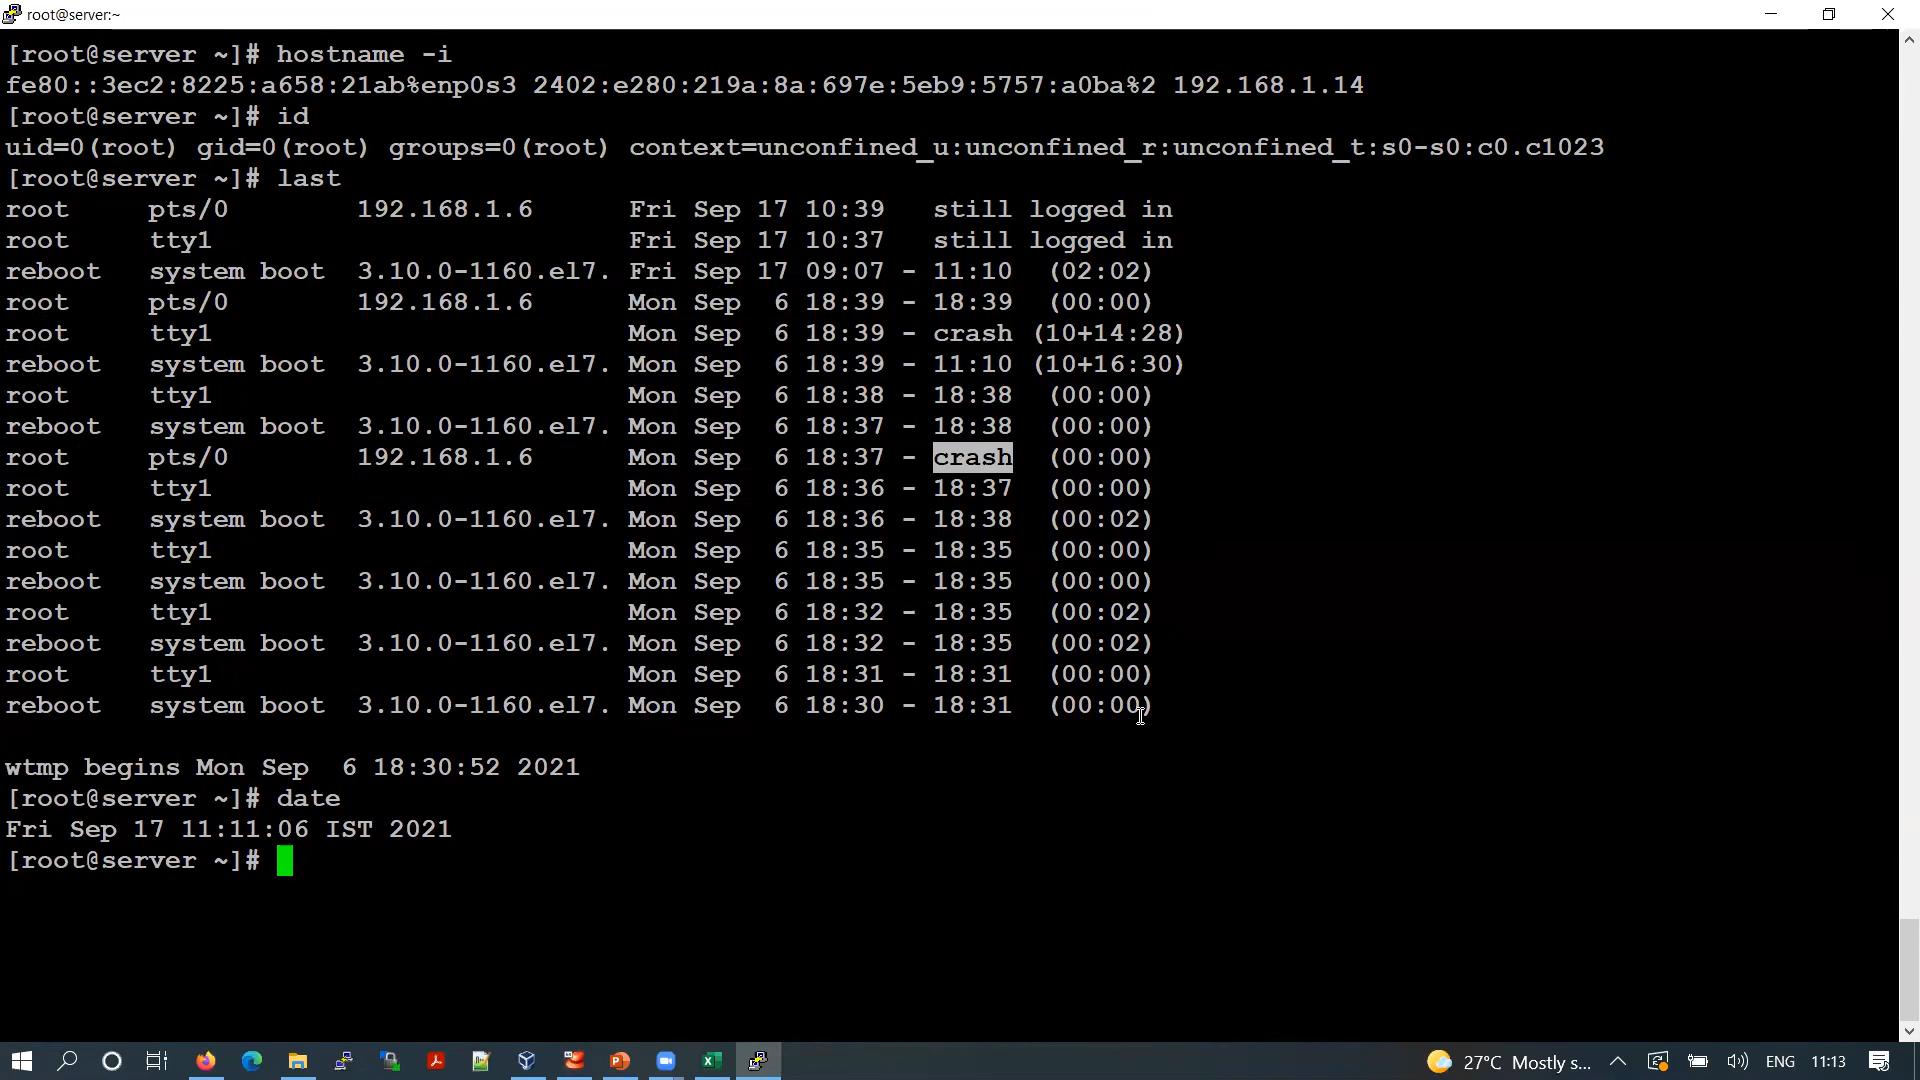 root@server:~
[root@server ~]# hostname -i
fe80::3ec2:8225:a658:21ab%enp0s3 2402:e280:219a:8a:697e:5eb9:5757:a0ba%2 192.168.1.14
[root@server ~]# id
uid=0(root) gid=0(root) groups=0(root) context=unconfined_u:unconfined_r:unconfined_t:s0-s0:c0.c1023
[root@server ~]# last
root     pts/0        192.168.1.6      Fri Sep 17 10:39   still logged in
root     tty1                          Fri Sep 17 10:37   still logged in
reboot   system boot  3.10.0-1160.el7. Fri Sep 17 09:07 - 11:10  (02:02)
root     pts/0        192.168.1.6      Mon Sep  6 18:39 - 18:39  (00:00)
root     tty1                          Mon Sep  6 18:39 - crash (10+14:28)
reboot   system boot  3.10.0-1160.el7. Mon Sep  6 18:39 - 11:10 (10+16:30)
root     tty1                          Mon Sep  6 18:38 - 18:38  (00:00)
reboot   system boot  3.10.0-1160.el7. Mon Sep  6 18:37 - 18:38  (00:00)
root     pts/0        192.168.1.6      Mon Sep  6 18:37 - crash  (00:00)
root     tty1                          Mon Sep  6 18:36 - 18:37  (00:00)
reboot   system boot  3.10.0-1160.el7. Mon Sep  6 18:36 - 18:38  (00:02)
root     tty1                          Mon Sep  6 18:35 - 18:35  (00:00)
reboot   system boot  3.10.0-1160.el7. Mon Sep  6 18:35 - 18:35  (00:00)
root     tty1                          Mon Sep  6 18:32 - 18:35  (00:02)
reboot   system boot  3.10.0-1160.el7. Mon Sep  6 18:32 - 18:35  (00:02)
root     tty1                          Mon Sep  6 18:31 - 18:31  (00:00)
reboot   system boot  3.10.0-1160.el7. Mon Sep  6 18:30 - 18:31  (00:00)
wtmp begins Mon Sep  6 18:30:52 2021
[root@server ~]# date
Fri Sep 17 11:11:06 IST 2021
[root@server ~]#
27°C Mostly s... ENG 11:13